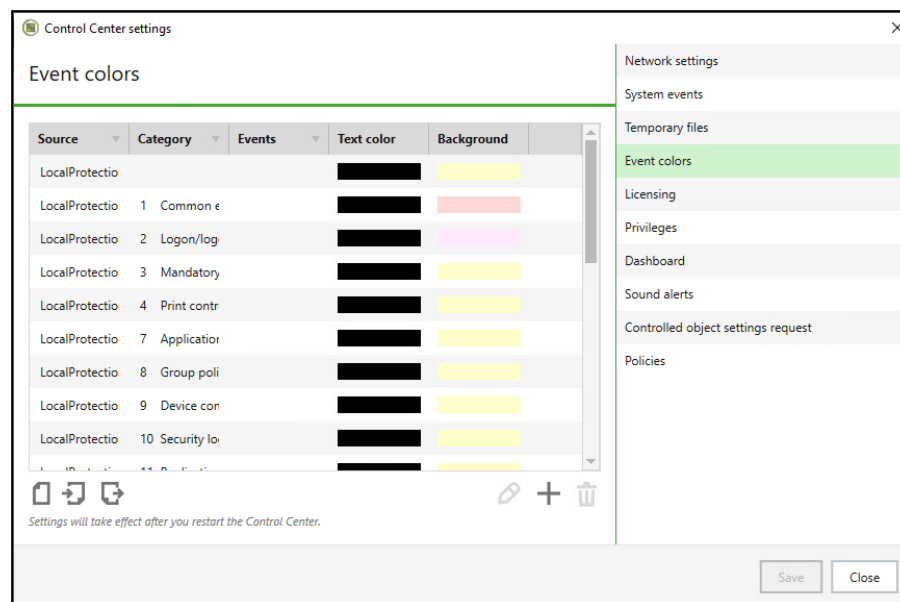 Control Center settings
Event colors
Source Category Events Text color Background
LocalProtectio
LocalProtectio 1 Common e
LocalProtectio 2 Logon/log
LocalProtectio 3 Mandatory
LocalProtectio 4 Print contr
LocalProtectio 7 Application
LocalProtectio 8 Group poli
LocalProtectio 9 Device con
LocalProtectio 10 Security lo
Settings will take effect after you restart the Control Center.
Network settings
System events
Temporary files
Event colors
Licensing
Privileges
Dashboard
Sound alerts
Controlled object settings request
Policies
Save Close